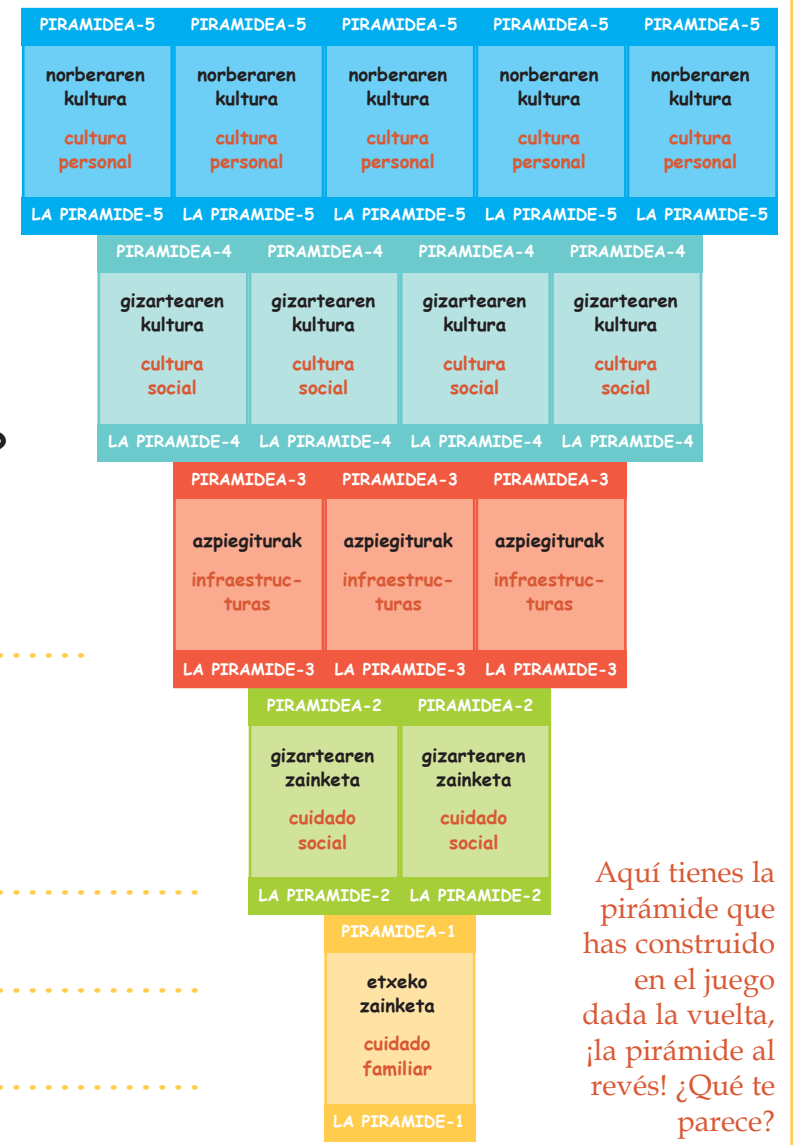 PIRAMIDEA-5 PIRAMIDEA-5 PIRAMIDEA-5 PIRAMIDEA-5 PIRAMIDEA-5
norberaren norberaren norberaren norberaren norberaren
kultura kultura kultura kultura kultura
cultura cultura cultura cultura cultura
personal personal personal personal personal
LA PIRAMIDE-5 LA PIRAMIDE-5 LA PIRAMIDE-5 LA PIRAMIDE-5 LA PIRAMIDE-5
PIRAMIDEA-4 PIRAMIDEA-4 PIRAMIDEA-4 PIRAMIDEA-4
gizartearen gizartearen gizartearen gizartearen
kultura kultura kultura kultura
cultura cultura cultura cultura
social social social social
LA PIRAMIDE-4 LA PIRAMIDE-4 LA PIRAMIDE-4 LA PIRAMIDE-4
PIRAMIDEA-3 PIRAMIDEA-3 PIRAMIDEA-3
azpiegiturak azpiegiturak azpiegiturak
infraestruc- infraestruc- infraestruc-
turas turas turas
LA PIRAMIDE-3 LA PIRAMIDE-3 LA PIRAMIDE-3
PIRAMIDEA-2 PIRAMIDEA-2
gizartearen gizartearen
zainketa zainketa
cuidado cuidado
social social
LA PIRAMIDE-2 LA PIRAMIDE-2
PIRAMIDEA-1
etxeko
zainketa
cuidado
familiar
LA PIRAMIDE-1
Aquí tienes la
pirámide que
has construido
en el juego
dada la vuelta,
¡la pirámide al
revés! ¿Qué te
parece?